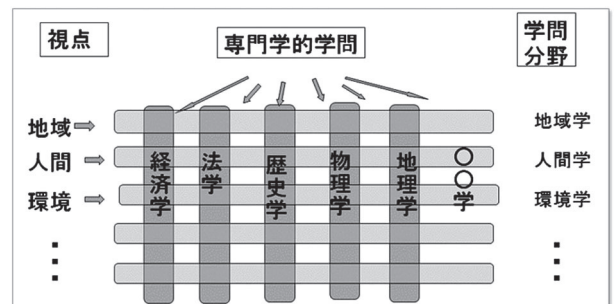 視点
専門学的学問
学問
分野
地域
人間
環境
経済学
法学
歴史学
物理学
地理学
○○学
地域学
人間学
環境学